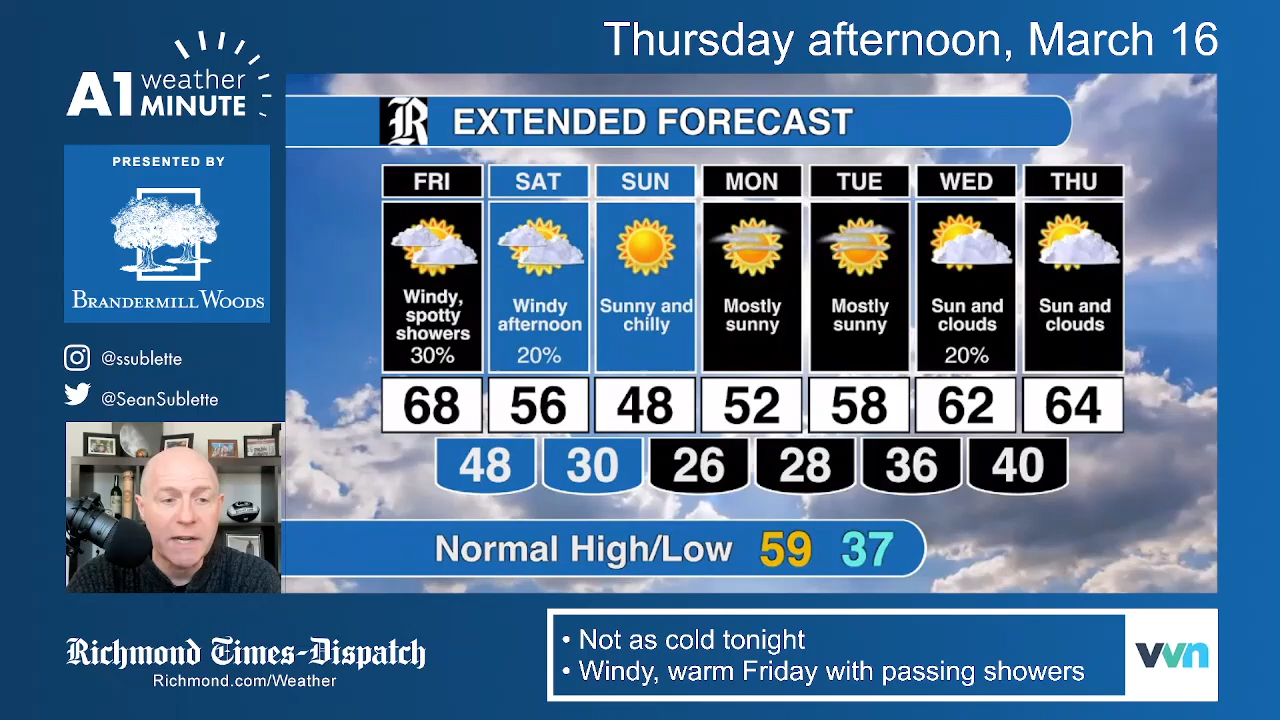 Thursday afternoon, March 16
A1 weather
MINUTE
PRESENTED BY
BRANDERMILL WOODS
@ssublette
@SeanSublette
R EXTENDED FORECAST
FRI SAT SUN MON TUE WED THU
Windy, spotty showers
30%
Windy afternoon
20%
Sunny and chilly
Mostly sunny
Mostly sunny
Sun and clouds
20%
Sun and clouds
68 56 48 52 58 62 64
48 30 26 28 36 40
Normal High/Low 59 37
Richmond Times-Dispatch
Richmond.com/Weather
• Not as cold tonight
• Windy, warm Friday with passing showers
vvn